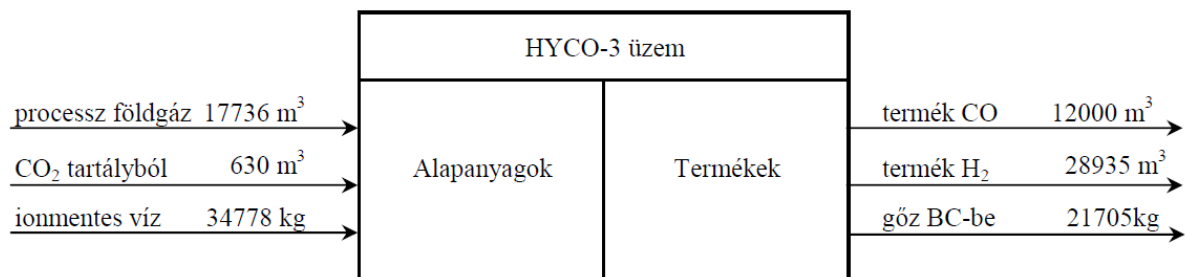 HYCO-3 üzem
processz földgáz 17736 m³
CO₂ tartályból 630 m³
ionmentes víz 34778 kg
Alapanyagok
Termékek
termék CO 12000 m³
termék H₂ 28935 m³
gőz BC-be 21705kg